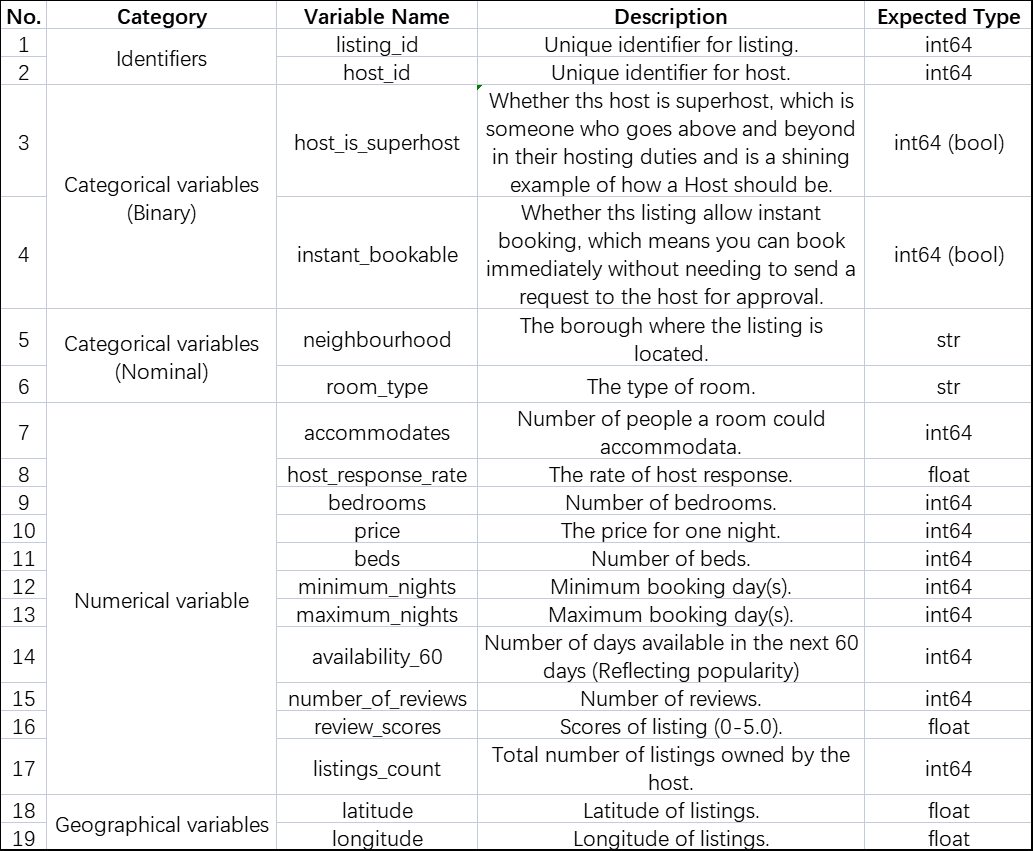 No. Category Variable Name Description Expected Type
1 Identifiers listing_id Unique identifier for listing. int64
2 host_id Unique identifier for host. int64
3 Categorical variables (Binary) host_is_superhost Whether ths host is superhost, which is
someone who goes above and beyond
in their hosting duties and is a shining
example of how a Host should be. int64 (bool)
4 instant_bookable Whether ths listing allow instant
booking, which means you can book
immediately without needing to send a
request to the host for approval. int64 (bool)
5 Categorical variables (Nominal) neighbourhood The borough where the listing is
located. str
6 room_type The type of room. str
7 Numerical variable accommodates Number of people a room could
accommodata. int64
8 host_response_rate The rate of host response. float
9 bedrooms Number of bedrooms. int64
10 price The price for one night. int64
11 beds Number of beds. int64
12 minimum_nights Minimum booking day(s). int64
13 maximum_nights Maximum booking day(s). int64
14 availability_60 Number of days available in the next 60
days (Reflecting popularity) int64
15 number_of_reviews Number of reviews. int64
16 review_scores Scores of listing (0-5.0). float
17 listings_count Total number of listings owned by the
host. int64
18 Geographical variables latitude Latitude of listings. float
19 longitude Longitude of listings. float